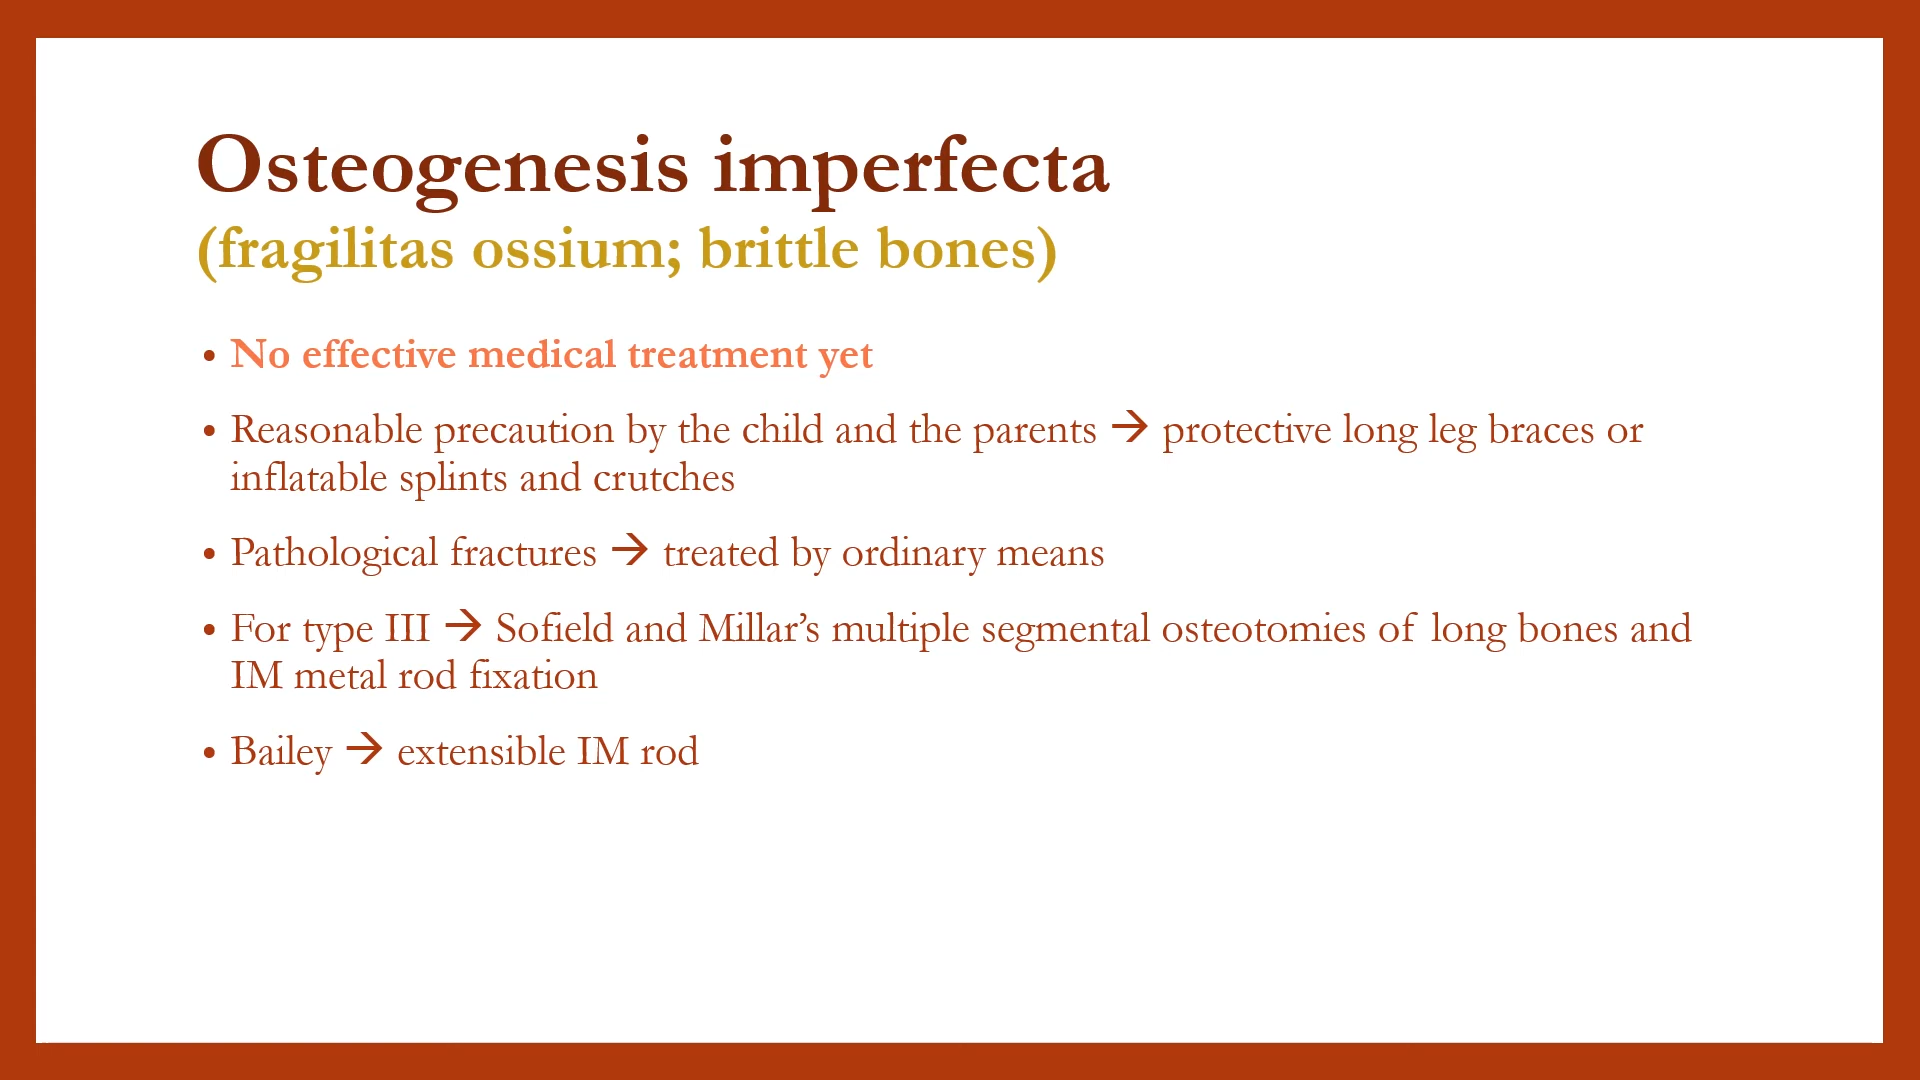 Osteogenesis imperfecta
(fragilitas ossium; brittle bones)
• No effective medical treatment yet
• Reasonable precaution by the child and the parents → protective long leg braces or
inflatable splints and crutches
• Pathological fractures → treated by ordinary means
• For type III → Sofield and Millar’s multiple segmental osteotomies of long bones and
IM metal rod fixation
• Bailey → extensible IM rod